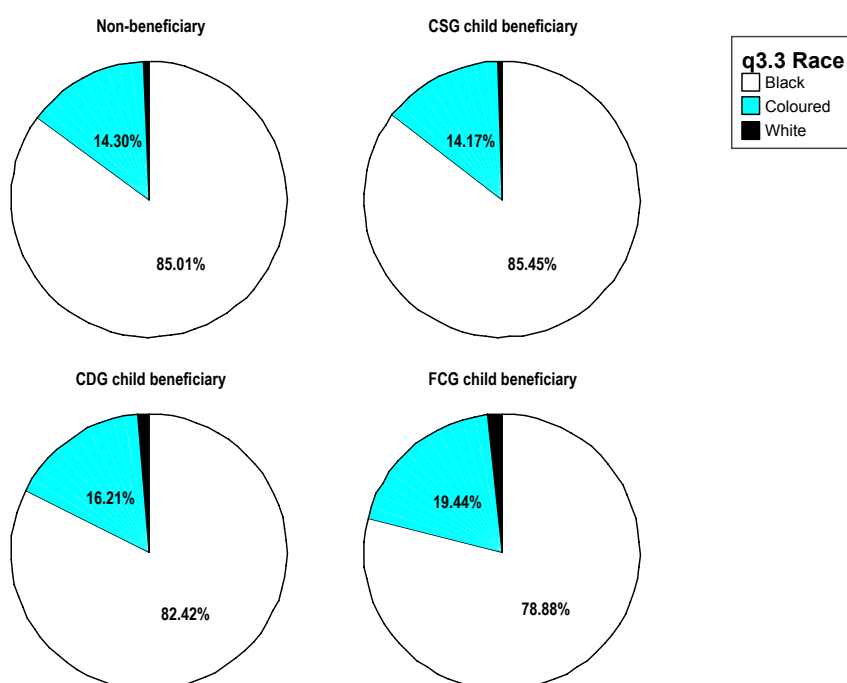 Non-beneficiary
CSG child beneficiary
q3.3 Race
Black
Coloured
White
14.30%
85.01%
14.17%
85.45%
CDG child beneficiary
FCG child beneficiary
16.21%
82.42%
19.44%
78.88%